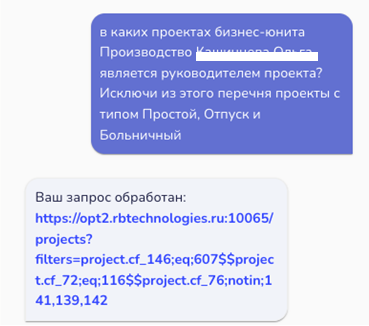 в каких проектах бизнес-юнита
Производство
является руководителем проекта?
Исключи из этого перечня проекты с
типом Простой, Отпуск и
Больничный
Ваш запрос обработан:
https://opt2.rbtechnologies.ru:10065/
projects?
filters=project.cf_146;eq;607$$projec
t.cf_72;eq;116$$project.cf_76;notin;1
41,139,142